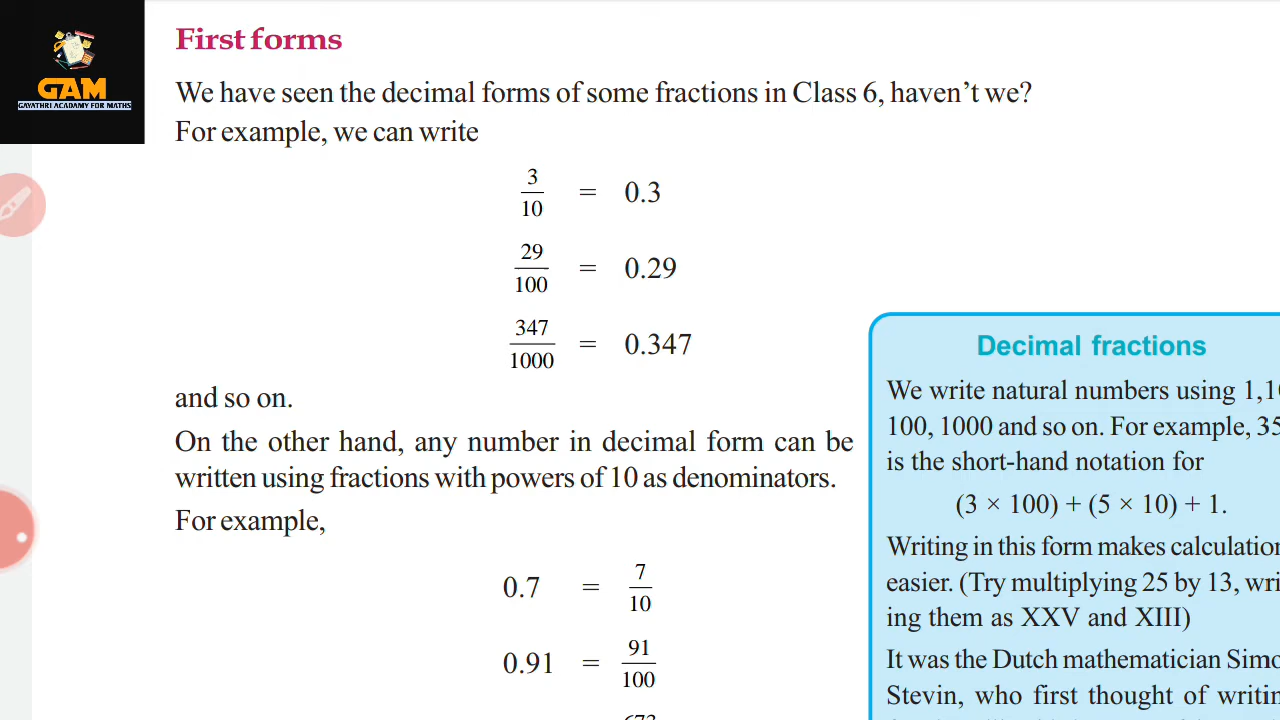 GAM
GAYATHRI ACADAMY FOR MATHS
First forms
We have seen the decimal forms of some fractions in Class 6, haven’t we?
For example, we can write
3/10 = 0.3
29/100 = 0.29
347/1000 = 0.347
and so on.
On the other hand, any number in decimal form can be
written using fractions with powers of 10 as denominators.
For example,
0.7 = 7/10
0.91 = 91/100
Decimal fractions
We write natural numbers using 1,
100, 1000 and so on. For example,
is the short-hand notation for
(3 × 100) + (5 × 10) + 1.
Writing in this form makes calculation
easier. (Try multiplying 25 by 13, wri
ing them as XXV and XIII)
It was the Dutch mathematician Simo
Stevin, who first thought of writin